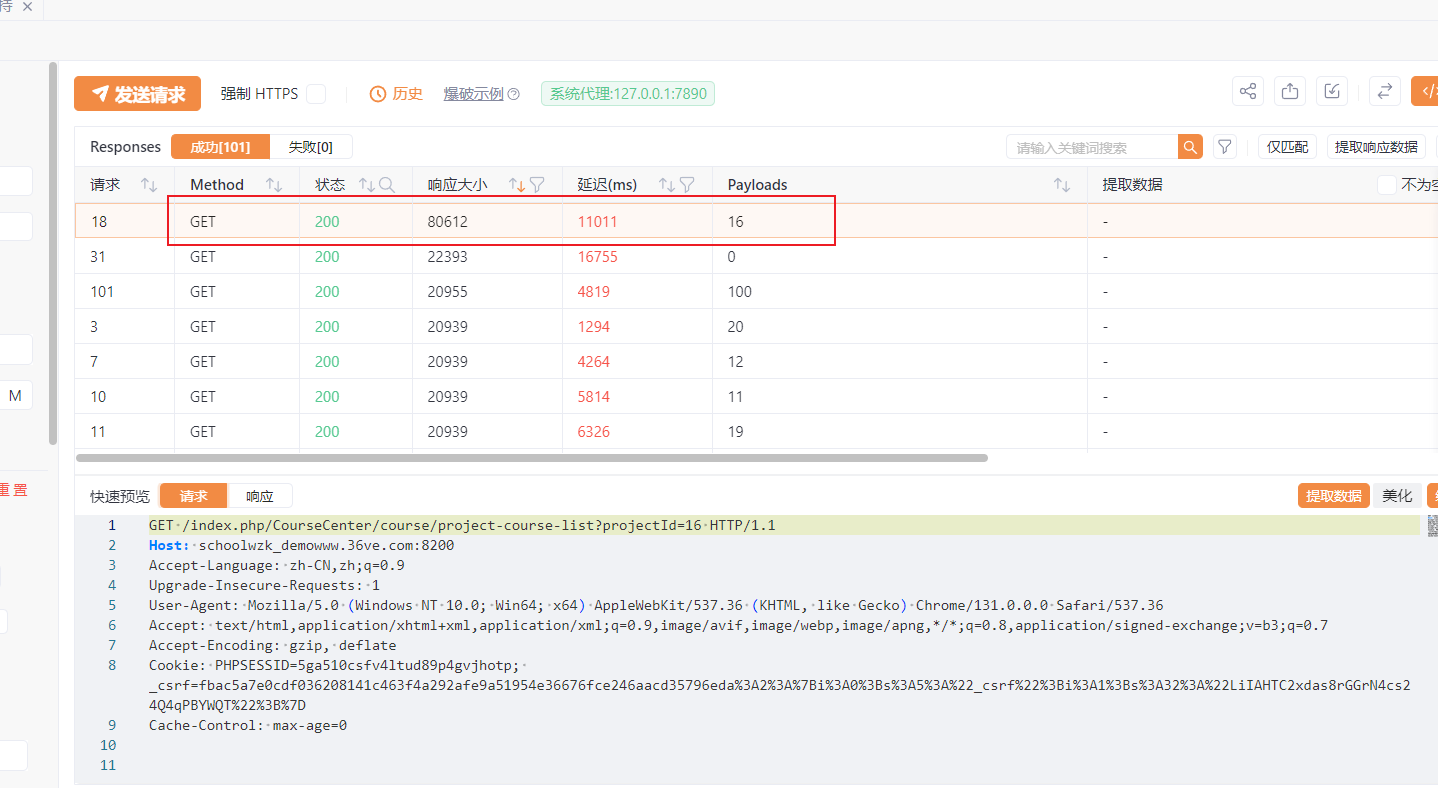 持 ×
发送请求 强制 HTTPS 历史 爆破示例 系统代理:127.0.0.1:7890
Responses 成功[101] 失败[0] 请输入关键词搜索 仅匹配 提取响应数据
请求 Method 状态 响应大小 延迟(ms) Payloads 提取数据 不为空
18 GET 200 80612 11011 16 -
31 GET 200 22393 16755 0 -
101 GET 200 20955 4819 100 -
3 GET 200 20939 1294 20 -
7 GET 200 20939 4264 12 -
M
10 GET 200 20939 5814 11 -
11 GET 200 20939 6326 19 -
重置
快速预览 请求 响应 提取数据 美化
1 GET /index.php/CourseCenter/course/project-course-list?projectId=16 HTTP/1.1
2 Host: schoolwzk_demowww.36ve.com:8200
3 Accept-Language: zh-CN,zh;q=0.9
4 Upgrade-Insecure-Requests: 1
5 User-Agent: Mozilla/5.0 (Windows NT 10.0; Win64; x64) AppleWebKit/537.36 (KHTML, like Gecko) Chrome/131.0.0.0 Safari/537.36
6 Accept: text/html,application/xhtml+xml,application/xml;q=0.9,image/avif,image/webp,image/apng,*/*;q=0.8,application/signed-exchange;v=b3;q=0.7
7 Accept-Encoding: gzip, deflate
8 Cookie: PHPSESSID=5ga510csfv4ltud89p4gvjhotp;
_csrf=fbac5a7e0cdf036208141c463f4a292afe9a51954e36676fce246aacd35796eda%3A2%3A%7Bi%3A0%3Bs%3A5%3A%22_csrf%22%3Bi%3A1%3Bs%3A32%3A%22LiIAHTC2xdas8rGGrN4cs2
4Q4qPBYWQT%22%3B%7D
9 Cache-Control: max-age=0
10
11